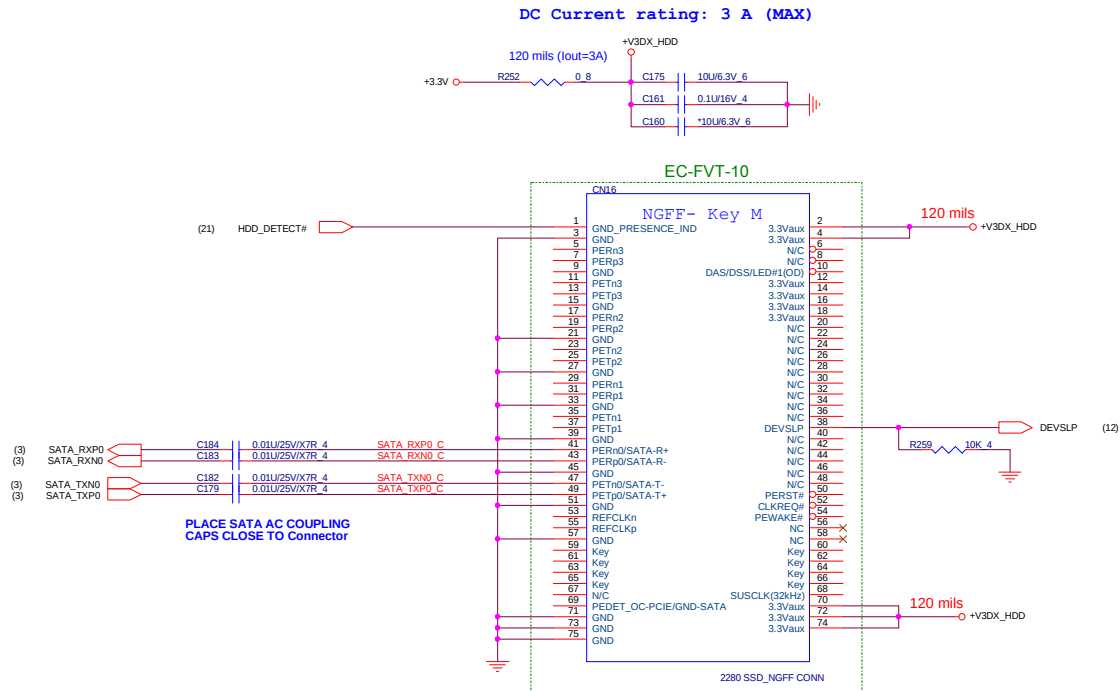 DC Current rating: 3 A (MAX)
+V3DX_HDD
120 mils (Iout=3A)
+3.3V R252 0_8 C175 10U/6.3V_6
C161 0.1U/16V_4
C160 *10U/6.3V_6
EC-FVT-10
CN16
NGFF- Key M
120 mils
(21) HDD_DETECT# 1 GND_PRESENCE_IND 3.3Vaux 2 +V3DX_HDD
3 GND 3.3Vaux 4
5 PERn3 N/C 6
7 PERp3 N/C 8
9 GND DAS/DSS/LED#1(OD) 10
11 PETn3 3.3Vaux 12
13 PETp3 3.3Vaux 14
15 GND 3.3Vaux 16
17 PERn2 3.3Vaux 18
19 PERp2 N/C 20
21 GND N/C 22
23 PETn2 N/C 24
25 PETp2 N/C 26
27 GND N/C 28
29 PERn1 N/C 30
31 PERp1 N/C 32
33 GND N/C 34
35 PETn1 N/C 36
37 PETp1 DEVSLP 38 DEVSLP (12)
39 GND N/C 40
(3) SATA_RXP0 C184 0.01U/25V/X7R_4 SATA_RXP0_C 41 PERn0/SATA-R+ N/C 42 R259 10K_4
(3) SATA_RXN0 C183 0.01U/25V/X7R_4 SATA_RXN0_C 43 PERp0/SATA-R- N/C 44
45 GND N/C 46
(3) SATA_TXN0 C182 0.01U/25V/X7R_4 SATA_TXN0_C 47 PETn0/SATA-T- N/C 48
(3) SATA_TXP0 C179 0.01U/25V/X7R_4 SATA_TXP0_C 49 PETp0/SATA-T+ PERST# 50
51 GND CLKREQ# 52
53 REFCLKn PEWAKE# 54
55 REFCLKp NC 56
57 GND NC 58
PLACE SATA AC COUPLING
CAPS CLOSE TO Connector
59 Key Key 60
61 Key Key 62
63 Key Key 64
65 Key Key 66
67 N/C SUSCLK(32kHz) 68
69 PEDET_OC-PCIE/GND-SATA 3.3Vaux 70
120 mils
71 GND 3.3Vaux 72 +V3DX_HDD
73 GND 3.3Vaux 74
75 GND
2280 SSD_NGFF CONN